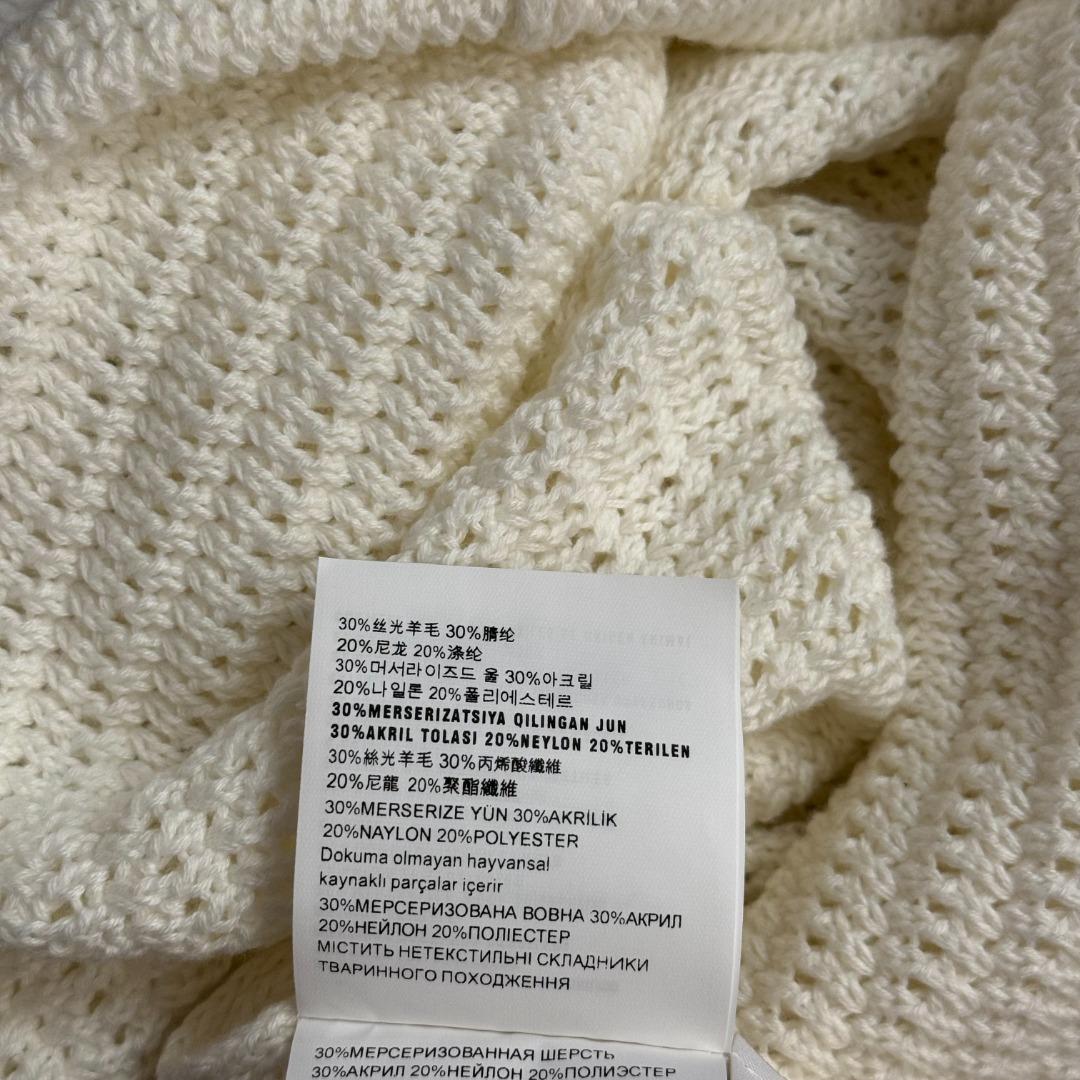 30%丝光羊毛 30%腈纶
20%尼龙 20%涤纶
30%머서라이즈드 울 30%아크릴
20%나일론 20%폴리에스테르
30%MERSERIZATSIYA QILINGAN JUN
30%AKRIL TOLASI 20%NEYLON 20%TERILEN
30%絲光羊毛 30%丙烯酸纖維
20%尼龍 20%聚酯纖維
30%MERSERIZE YÜN 30%AKRİLİK
20%NAYLON 20%POLYESTER
Dokuma olmayan hayvansal
kaynaklı parçalar içerir
30%МЕРСЕРИЗОВАНА ВОВНА 30%АКРИЛ
20%НЕЙЛОН 20%ПОЛІЕСТЕР
МІСТИТЬ НЕТЕКСТИЛЬНІ СКЛАДНИКИ
ТВАРИННОГО ПОХОДЖЕННЯ
30%МЕРСЕРИЗОВАННАЯ ШЕРСТЬ
30%АКРИЛ 20%НЕЙЛОН 20%ПОЛИЭСТЕР